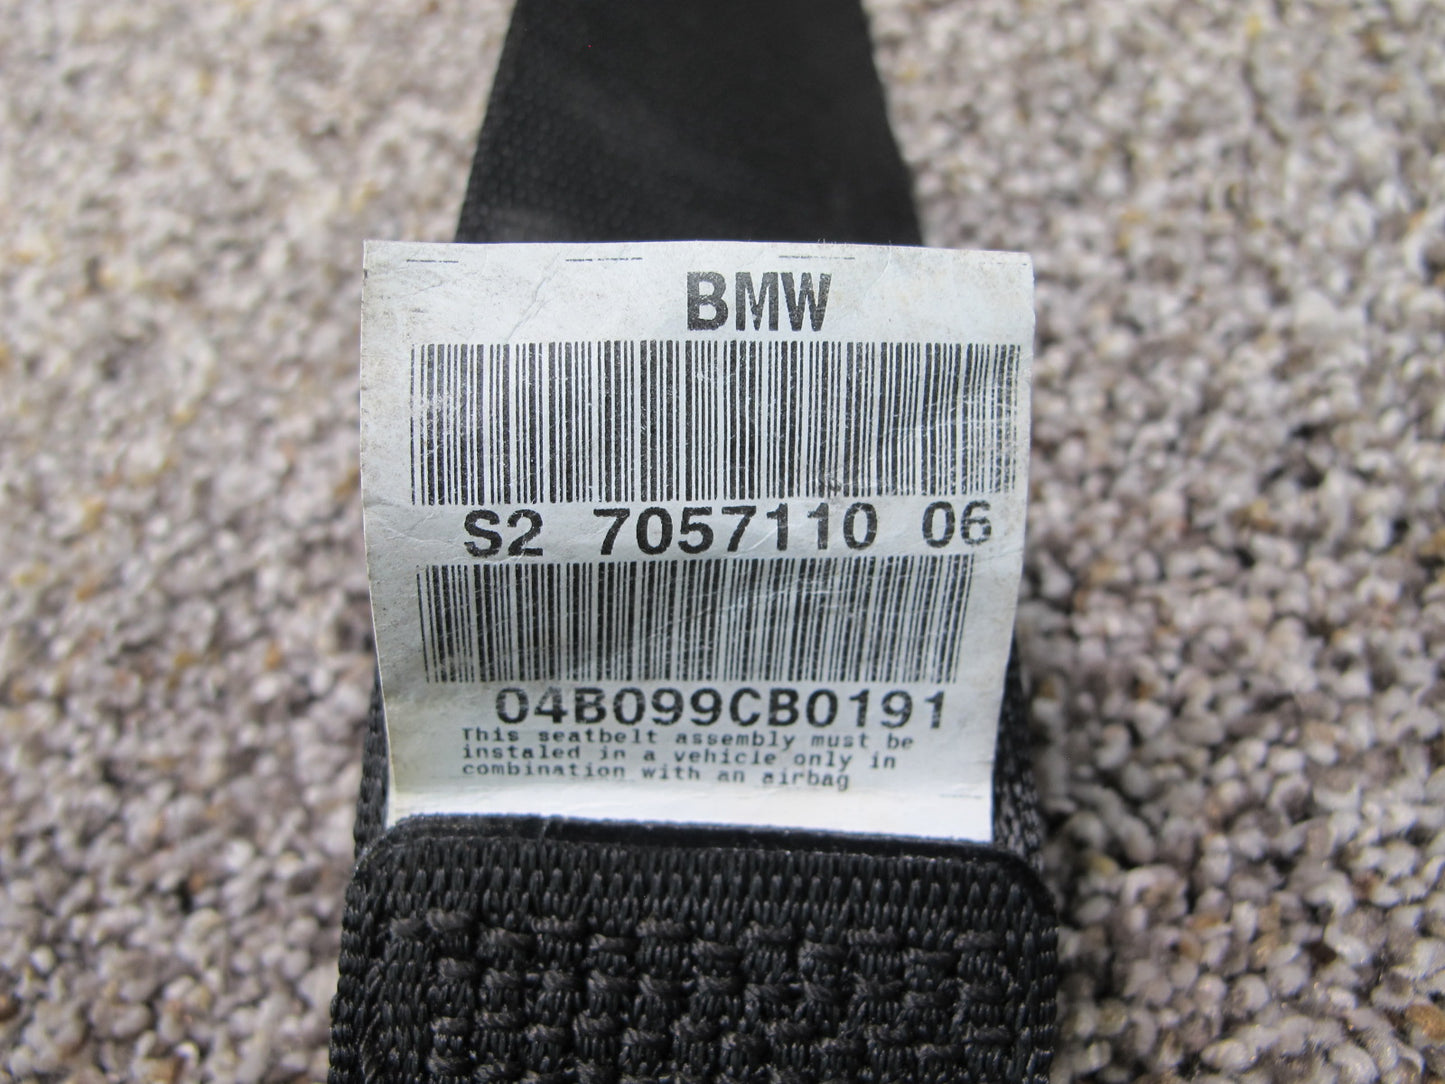 BMW
S2 7057110 06
04B099CB0191
This seatbelt assembly must be
instaled in a vehicle only in
combination with an airbag